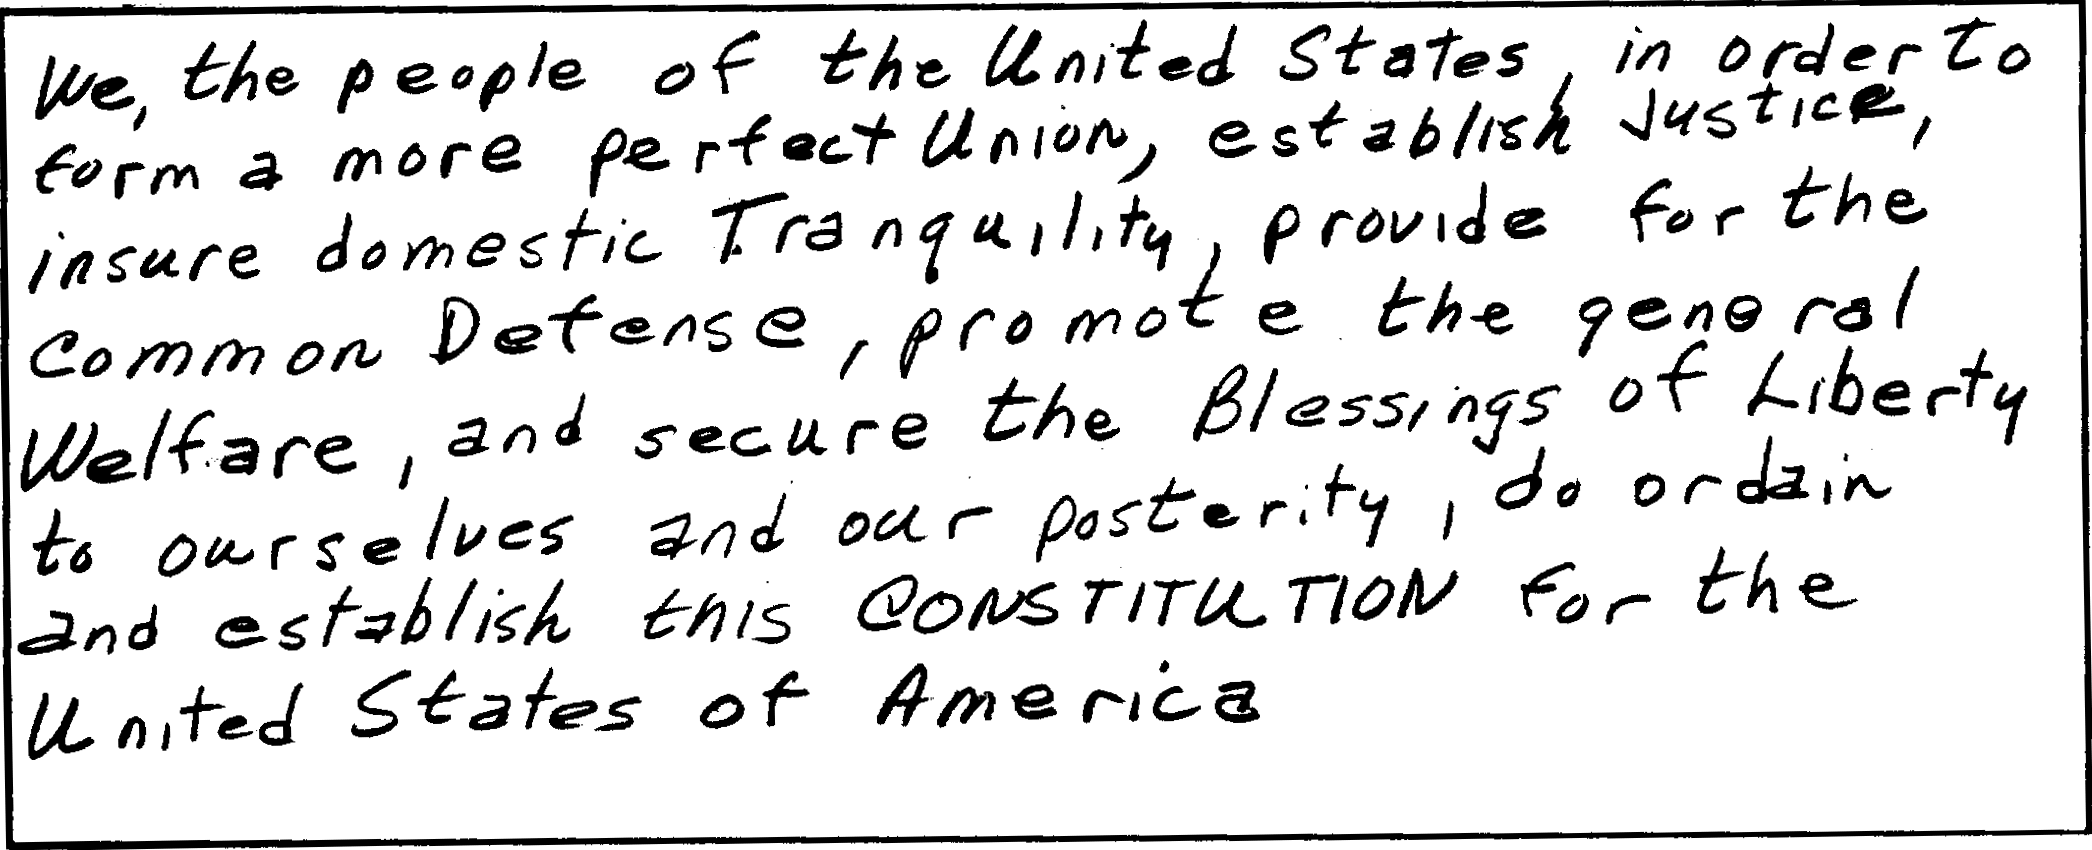 We, the people of the United States, in order to
form a more perfect Union, establish Justice,
insure domestic Tranquility, provide for the
Common Defense, promote the general
Welfare, and secure the Blessings of Liberty
to ourselves and our posterity, do ordain
and establish this CONSTITUTION for the
United States of America